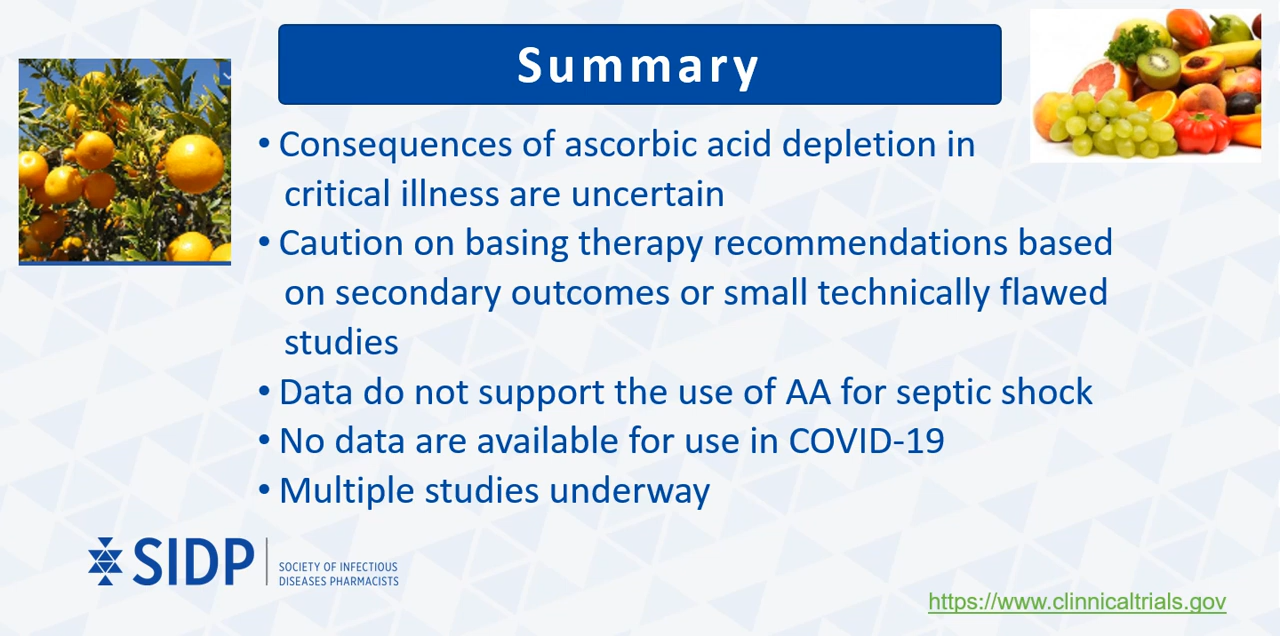 Summary
• Consequences of ascorbic acid depletion in
critical illness are uncertain
• Caution on basing therapy recommendations based
on secondary outcomes or small technically flawed
studies
• Data do not support the use of AA for septic shock
• No data are available for use in COVID-19
• Multiple studies underway
SIDP
SOCIETY OF INFECTIOUS
DISEASES PHARMACISTS
https://www.clinnicaltrials.gov